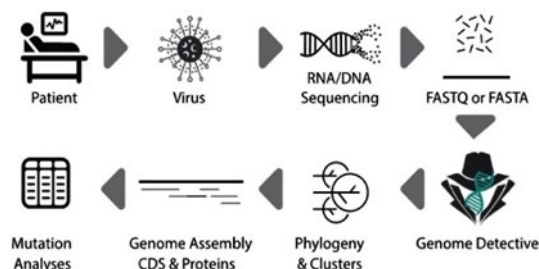 Patient
Virus
RNA/DNA
Sequencing
FASTQ or FASTA
Mutation
Analyses
Genome Assembly
CDS & Proteins
Phylogeny
& Clusters
Genome Detective